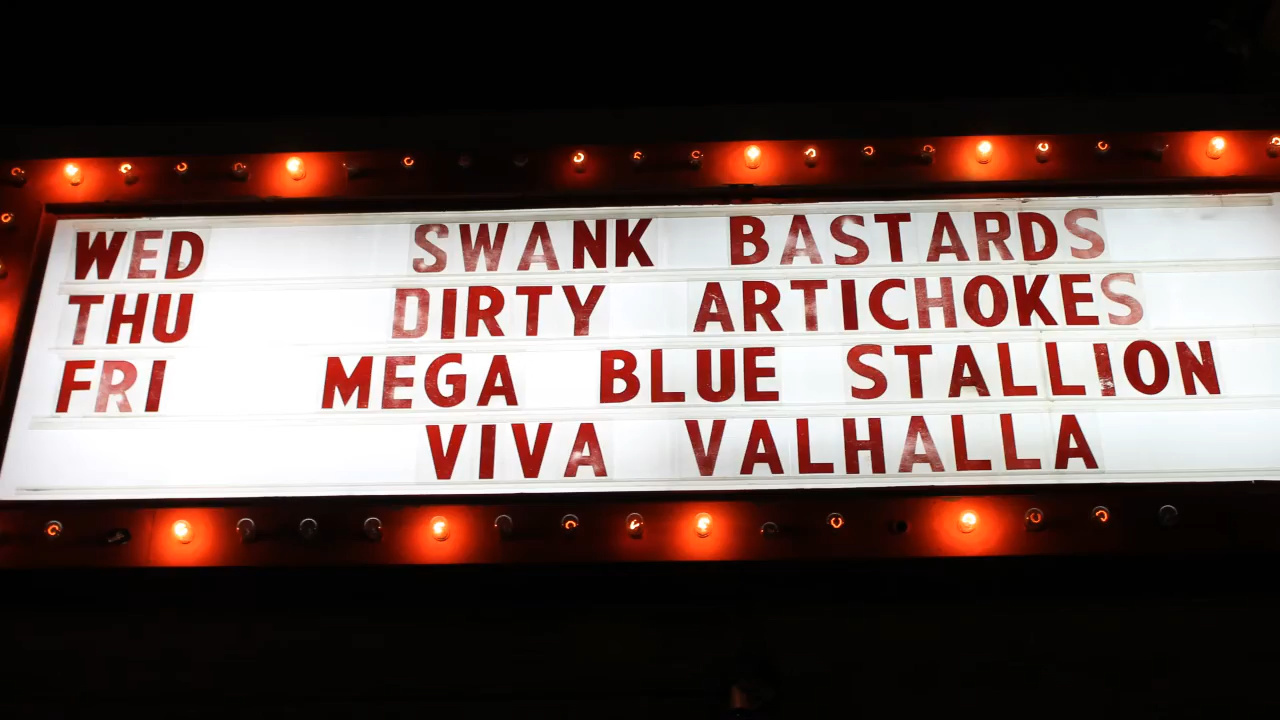 WED SWANK BASTARDS
THU DIRTY ARTICHOKES
FRI MEGA BLUE STALLION
VIVA VALHALLA